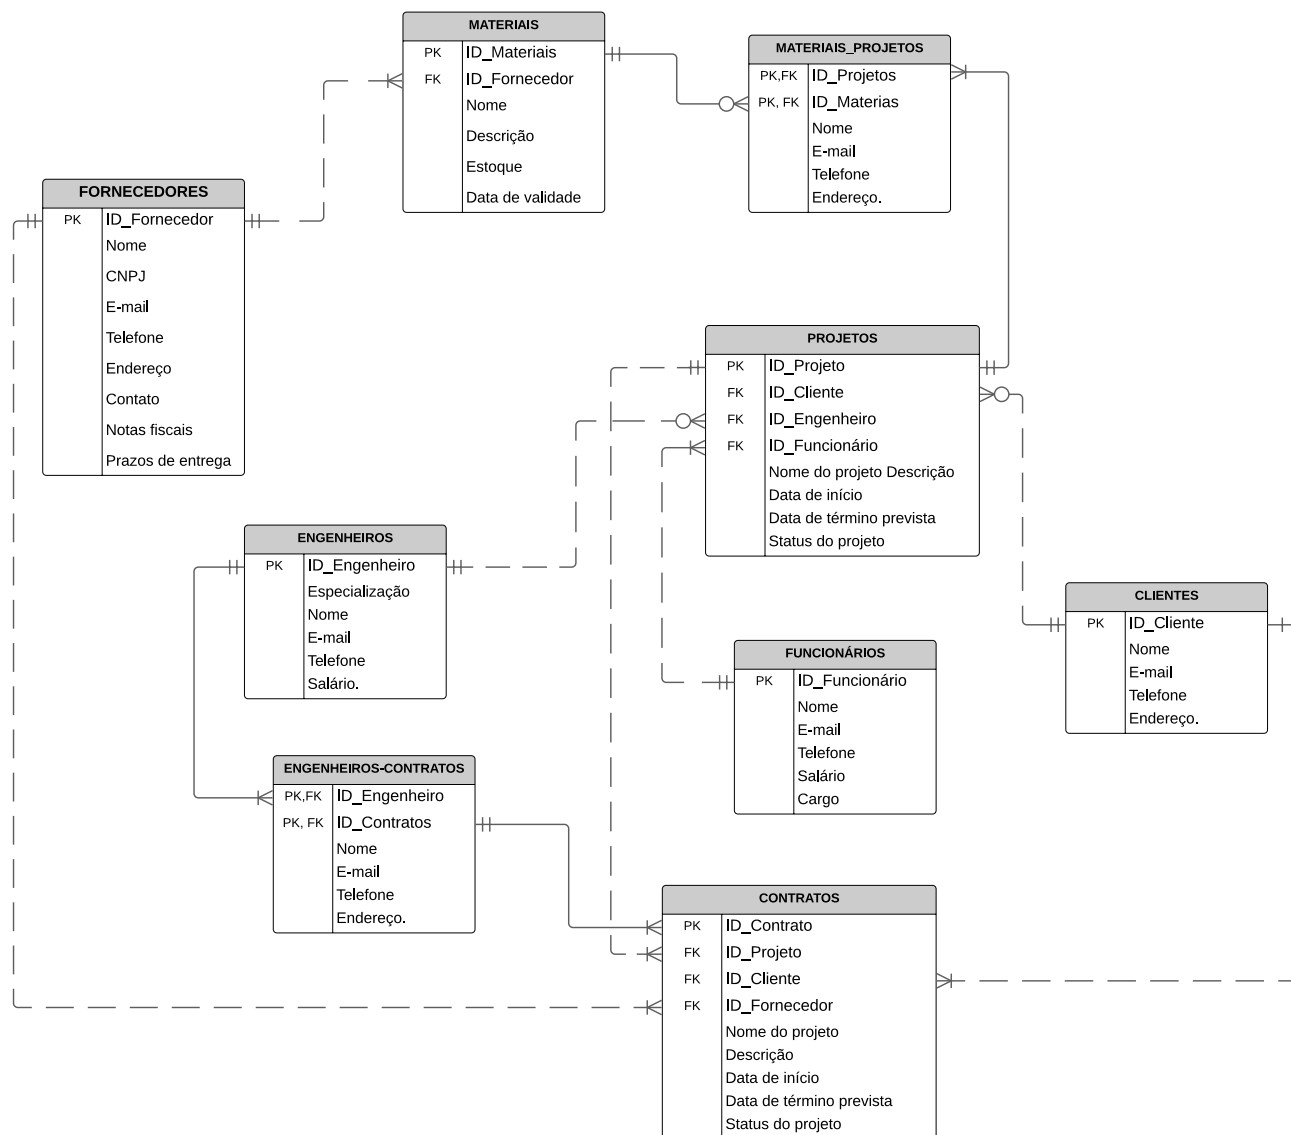 MATERIAIS
PK ID_Materiais
FK ID_Fornecedor
Nome
Descrição
Estoque
Data de validade
MATERIAIS_PROJETOS
PK,FK ID_Projetos
PK, FK ID_Materias
Nome
E-mail
Telefone
Endereço.
FORNECEDORES
PK ID_Fornecedor
Nome
CNPJ
E-mail
Telefone
Endereço
Contato
Notas fiscais
Prazos de entrega
PROJETOS
PK ID_Projeto
FK ID_Cliente
FK ID_Engenheiro
FK ID_Funcionário
Nome do projeto Descrição
Data de início
Data de término prevista
Status do projeto
ENGENHEIROS
PK ID_Engenheiro
Especialização
Nome
E-mail
Telefone
Salário.
CLIENTES
PK ID_Cliente
Nome
E-mail
Telefone
Endereço.
FUNCIONÁRIOS
PK ID_Funcionário
Nome
E-mail
Telefone
Salário
Cargo
ENGENHEIROS-CONTRATOS
PK,FK ID_Engenheiro
PK, FK ID_Contratos
Nome
E-mail
Telefone
Endereço.
CONTRATOS
PK ID_Contrato
FK ID_Projeto
FK ID_Cliente
FK ID_Fornecedor
Nome do projeto
Descrição
Data de início
Data de término prevista
Status do projeto